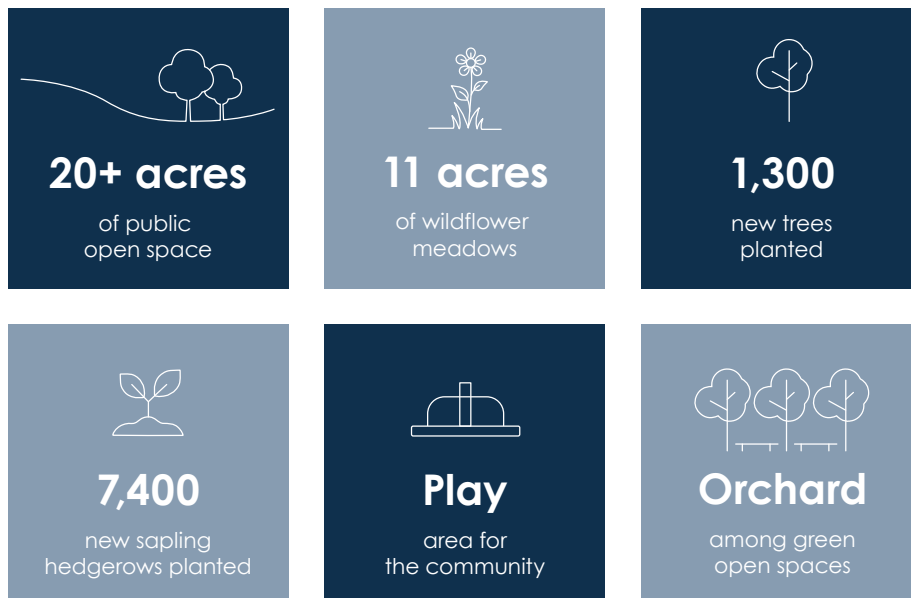 20+ acres
of public
open space
11 acres
of wildflower
meadows
1,300
new trees
planted
7,400
new sapling
hedgerows planted
Play
area for
the community
Orchard
among green
open spaces